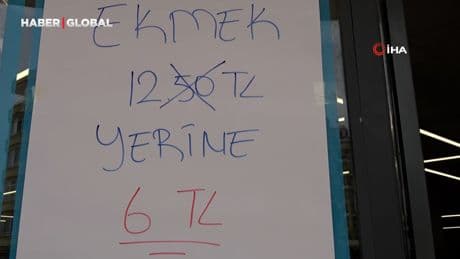 HABER GLOBAL
İHA
EKMEK
12,50 TL
YERİNE
6 TL